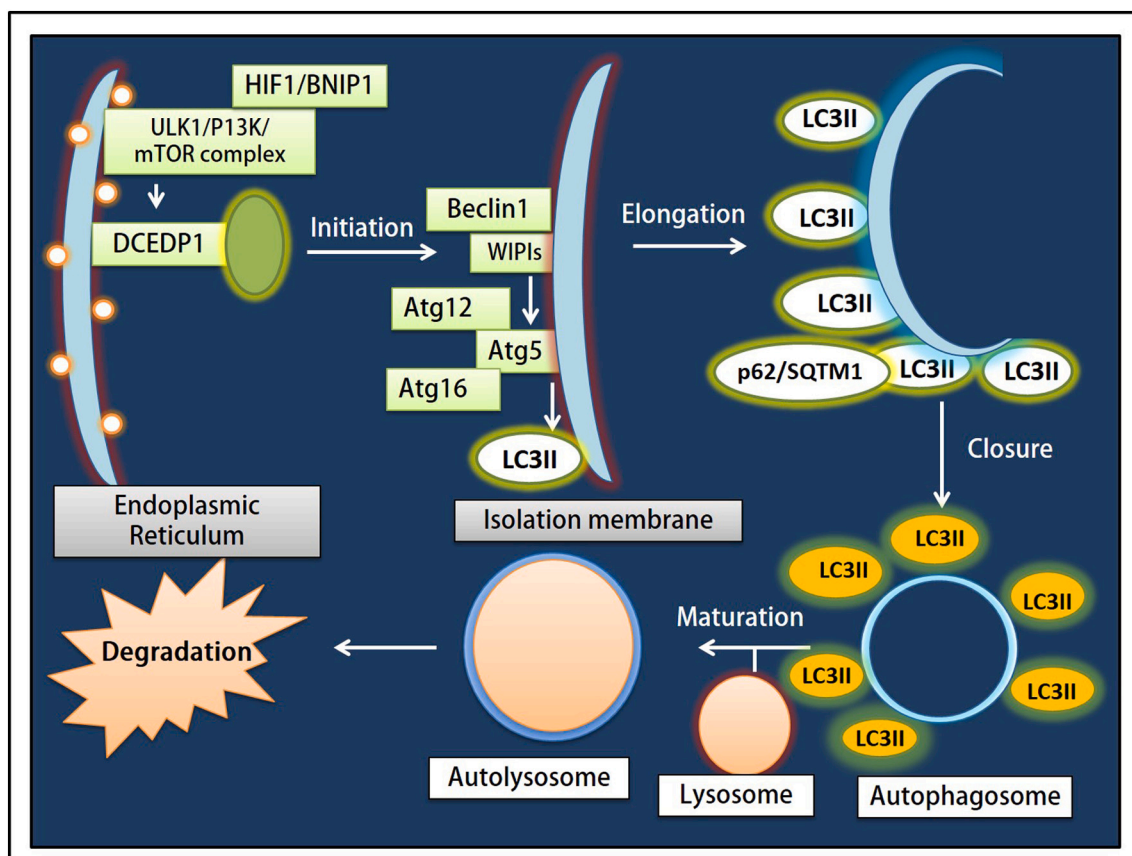 HIF1/BNIP1
ULK1/P13K/
mTOR complex
DCEDP1
Initiation
Beclin1
WIPIs
Atg12
Atg5
Atg16
LC3II
Elongation
LC3II
LC3II
LC3II
p62/SQTM1
LC3II
LC3II
Closure
Endoplasmic
Reticulum
Isolation membrane
LC3II
LC3II
LC3II
LC3II
LC3II
LC3II
Maturation
Degradation
Autolysosome
Lysosome
Autophagosome